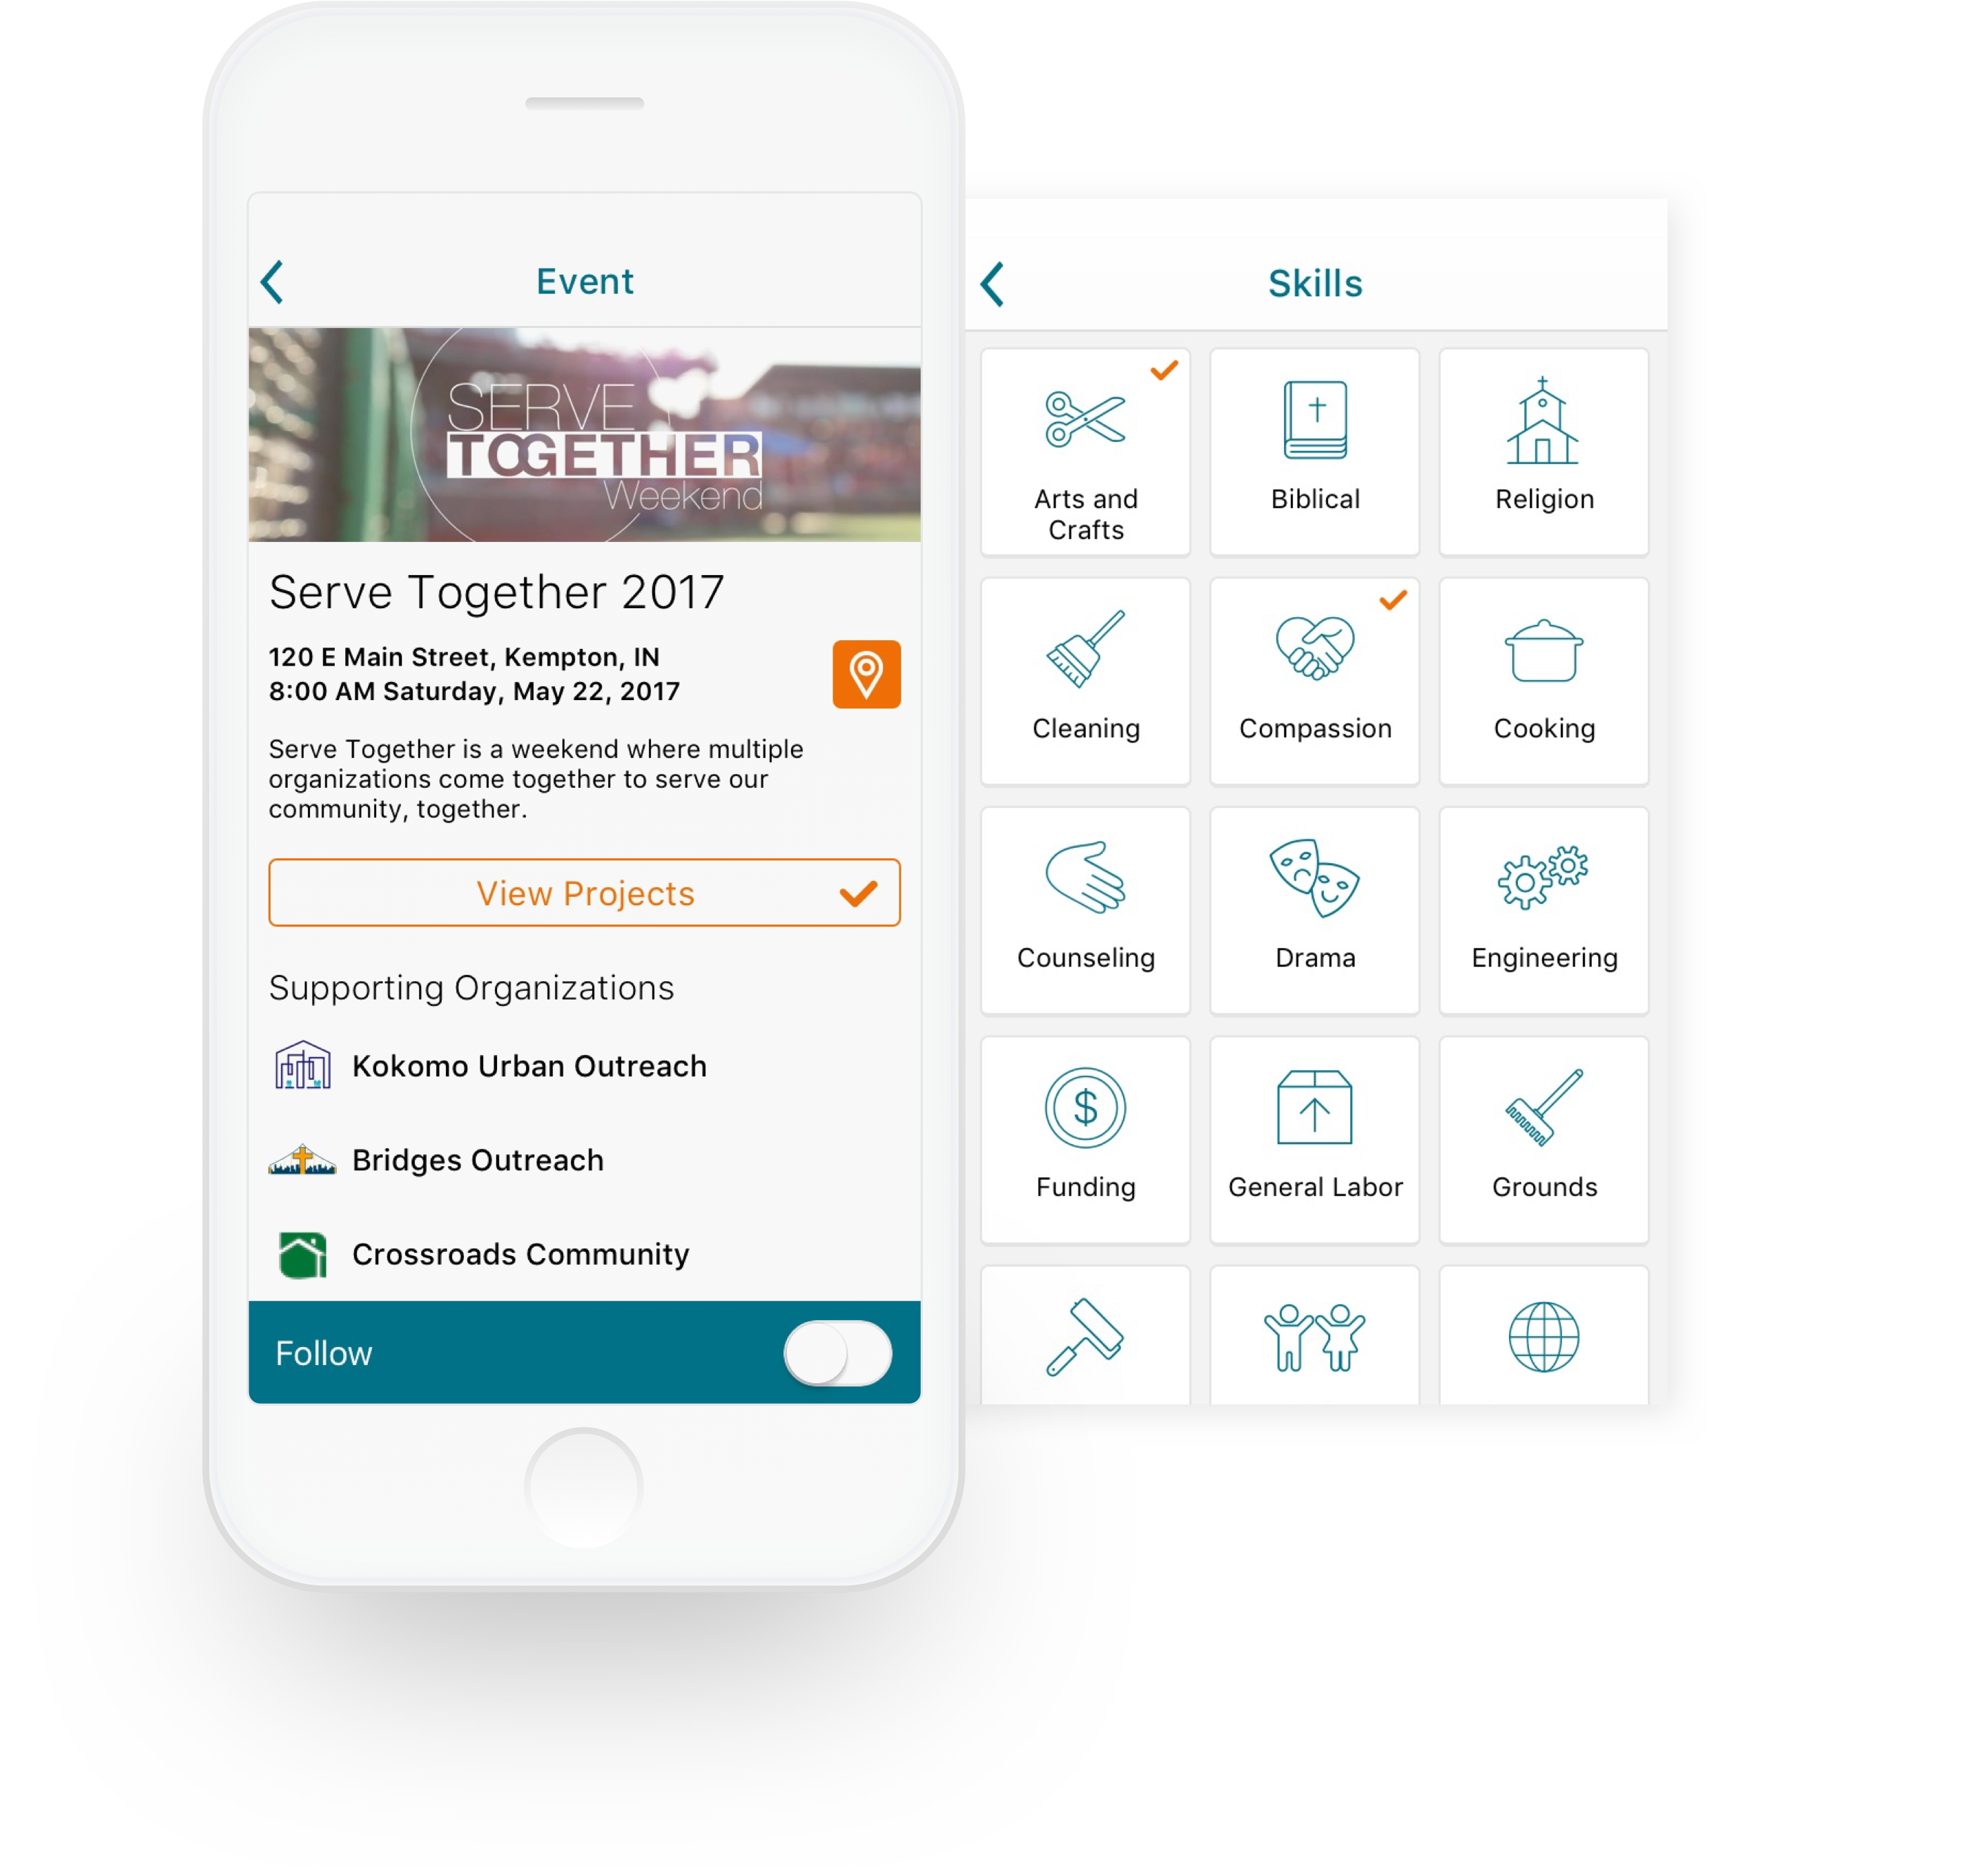 Event
SERVE
TOGETHER
Weekend
Serve Together 2017
120 E Main Street, Kempton, IN
8:00 AM Saturday, May 22, 2017
Serve Together is a weekend where multiple
organizations come together to serve our
community, together.
View Projects
Supporting Organizations
Kokomo Urban Outreach
Bridges Outreach
Crossroads Community
Follow
Skills
Arts and
Crafts
Biblical
Religion
Cleaning
Compassion
Cooking
Counseling
Drama
Engineering
$
Funding
General Labor
Grounds